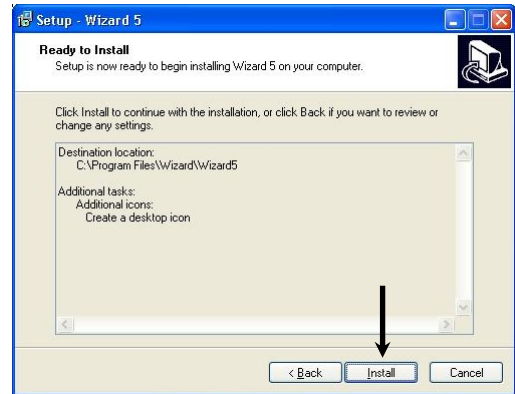 Setup - Wizard 5
Ready to Install
Setup is now ready to begin installing Wizard 5 on your computer.
Click Install to continue with the installation, or click Back if you want to review or
change any settings.
Destination location:
C:\Program Files\Wizard\Wizard5
Additional tasks:
Additional icons:
Create a desktop icon
< Back
Install
Cancel